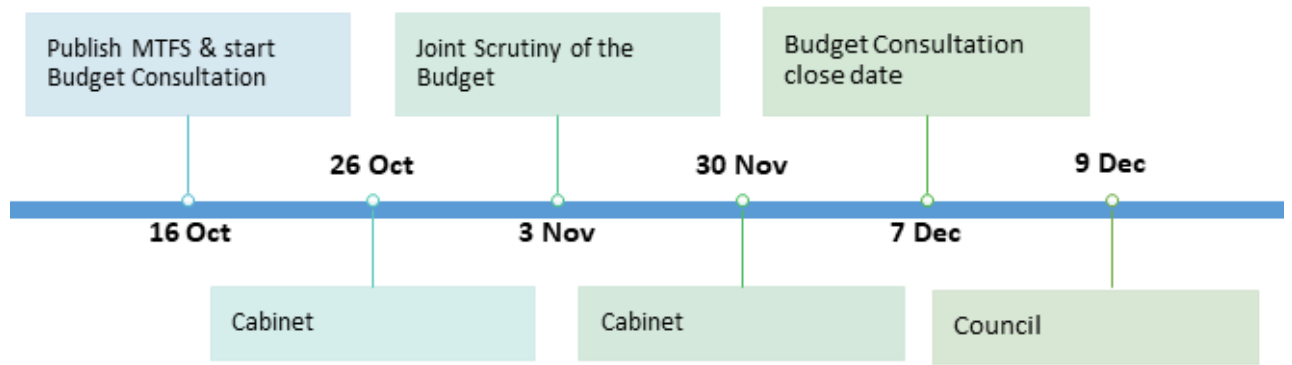 Publish MTFS & start
Budget Consultation
Joint Scrutiny of the
Budget
Budget Consultation
close date
26 Oct
30 Nov
9 Dec
16 Oct
3 Nov
7 Dec
Cabinet
Cabinet
Council